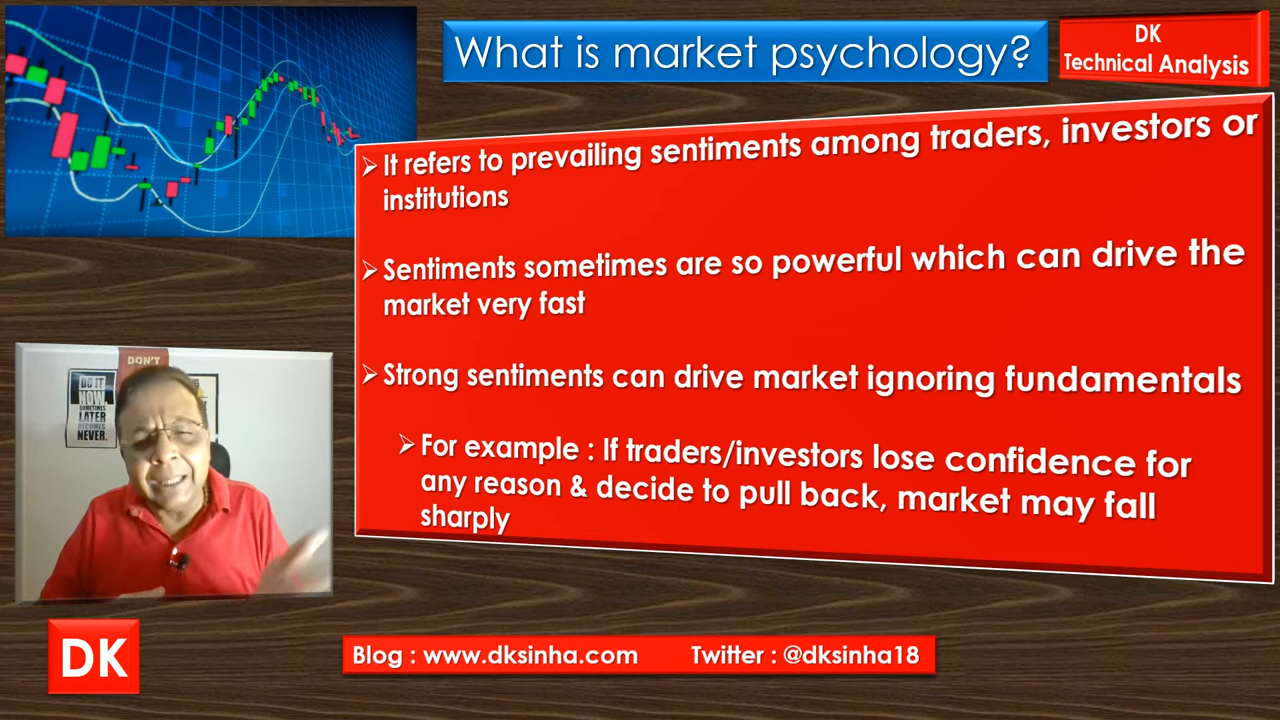 What is market psychology?
DK
Technical Analysis
➢ It refers to prevailing sentiments among traders, investors or
institutions
➢ Sentiments sometimes are so powerful which can drive the
market very fast
➢ Strong sentiments can drive market ignoring fundamentals
➢ For example : If traders/investors lose confidence for
any reason & decide to pull back, market may fall
sharply
DON'T
DO IT
NOW.
SOMETIMES
LATER
BECOMES
NEVER.
DK
Blog : www.dksinha.com Twitter : @dksinha18